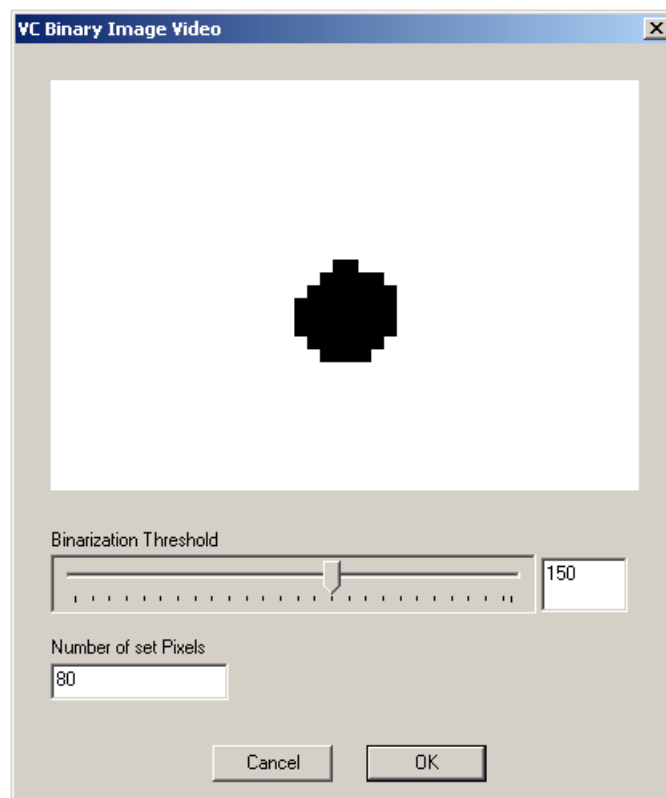 VC Binary Image Video
Binarization Threshold
150
Number of set Pixels
80
Cancel OK